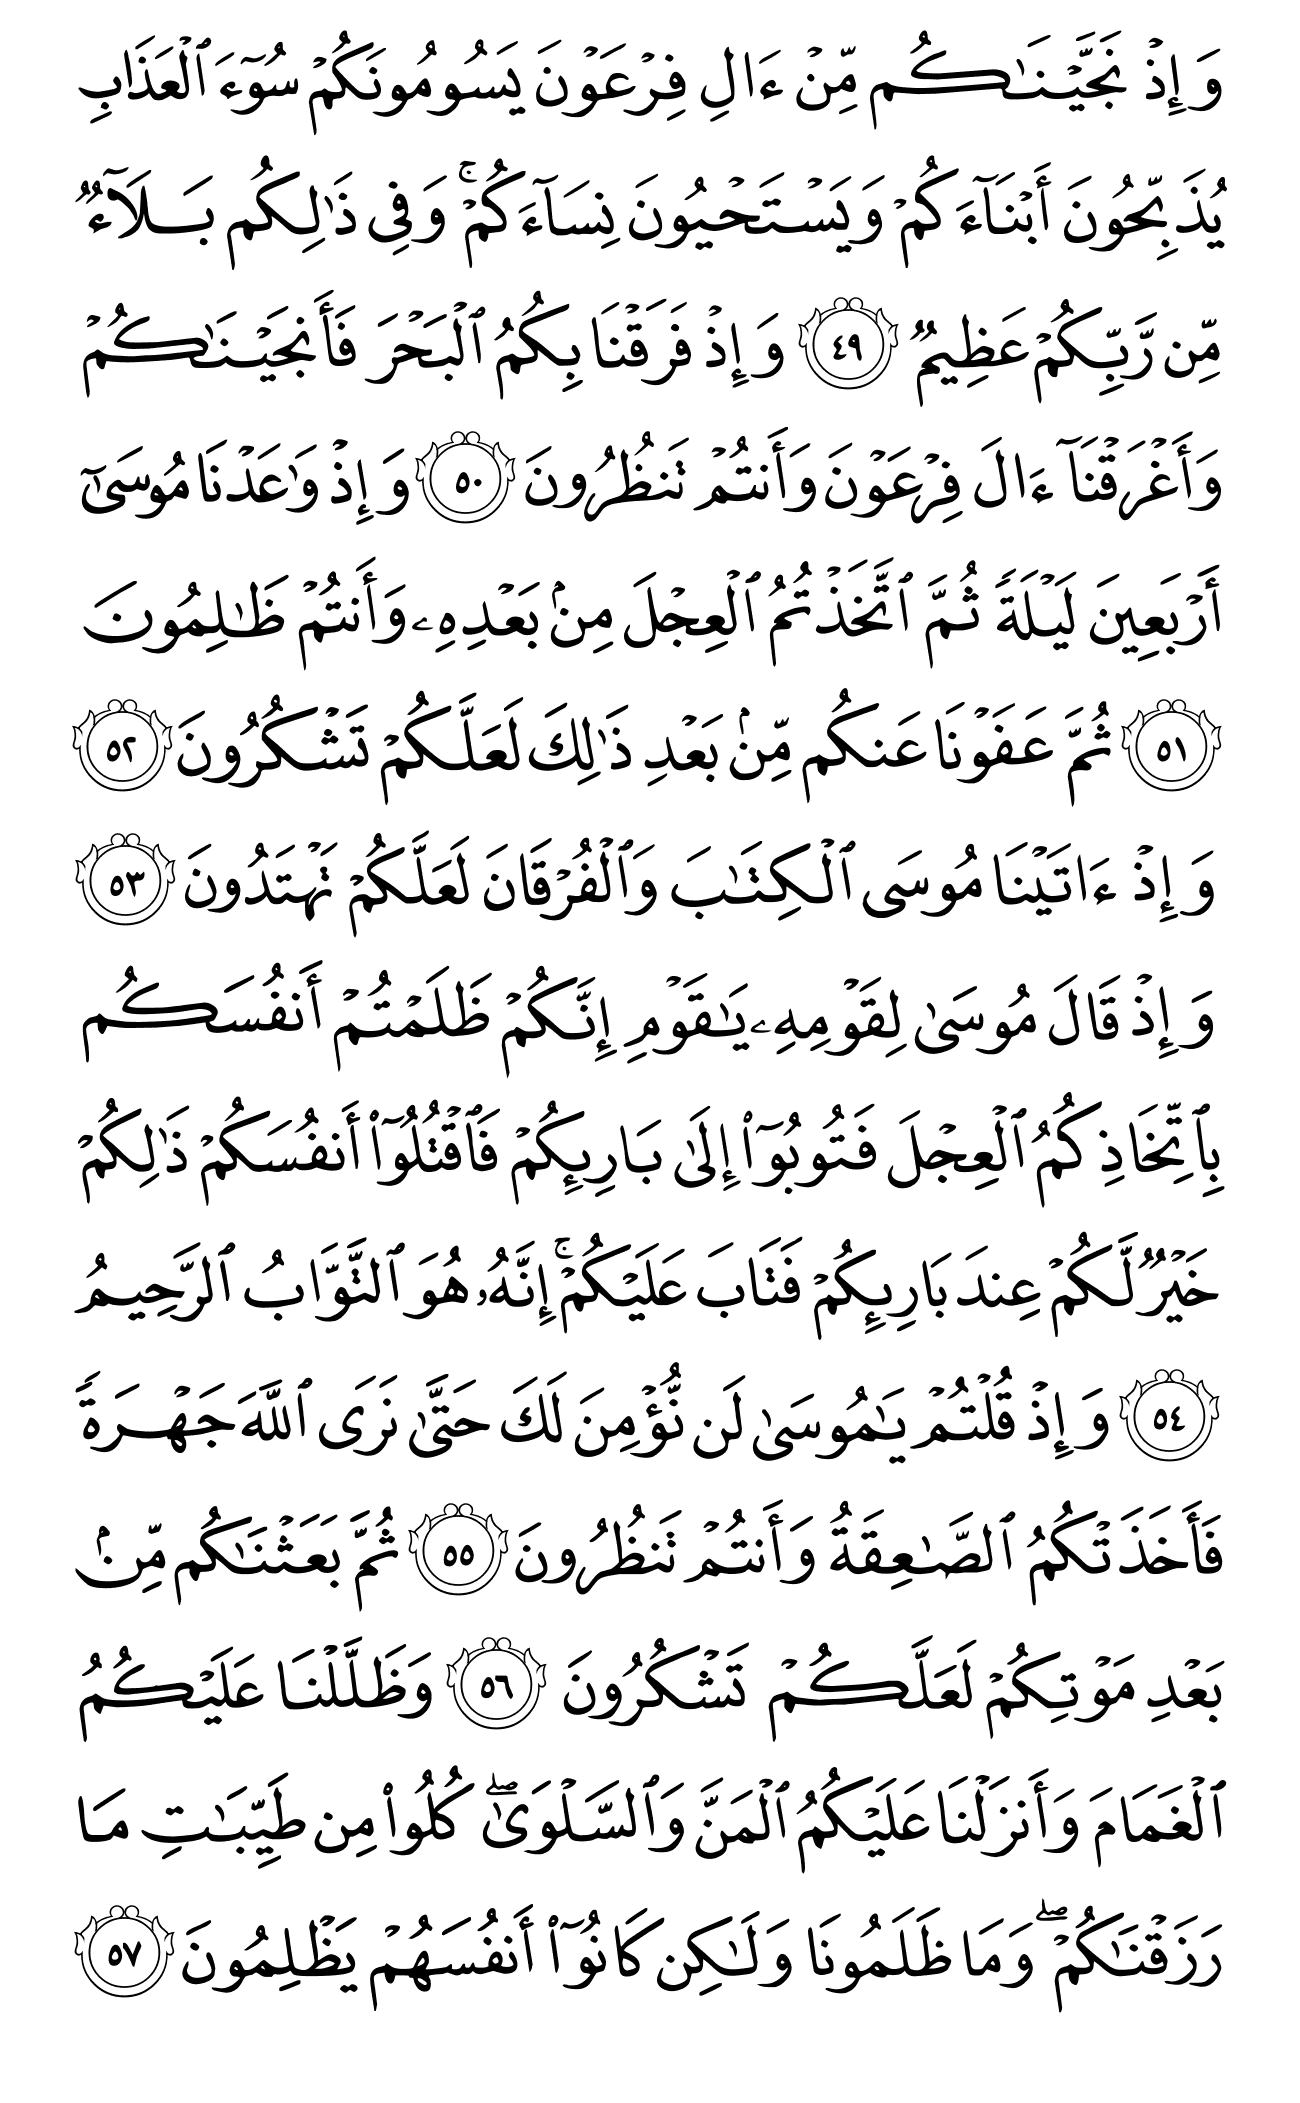 وَإِذْ نَجَّيْنَٰكُم مِّنْ ءَالِ فِرْعَوْنَ يَسُومُونَكُمْ سُوٓءَ ٱلْعَذَابِ
يُذَبِّحُونَ أَبْنَآءَكُمْ وَيَسْتَحْيُونَ نِسَآءَكُمْ ۚ وَفِى ذَٰلِكُم بَلَآءٌ
مِّن رَّبِّكُمْ عَظِيمٌ ٤٩ وَإِذْ فَرَقْنَا بِكُمُ ٱلْبَحْرَ فَأَنجَيْنَٰكُمْ
وَأَغْرَقْنَآ ءَالَ فِرْعَوْنَ وَأَنتُمْ تَنظُرُونَ ٥٠ وَإِذْ وَٰعَدْنَا مُوسَىٰٓ
أَرْبَعِينَ لَيْلَةً ثُمَّ ٱتَّخَذْتُمُ ٱلْعِجْلَ مِنۢ بَعْدِهِۦ وَأَنتُمْ ظَٰلِمُونَ
٥١ ثُمَّ عَفَوْنَا عَنكُم مِّنۢ بَعْدِ ذَٰلِكَ لَعَلَّكُمْ تَشْكُرُونَ ٥٢
وَإِذْ ءَاتَيْنَا مُوسَى ٱلْكِتَٰبَ وَٱلْفُرْقَانَ لَعَلَّكُمْ تَهْتَدُونَ ٥٣
وَإِذْ قَالَ مُوسَىٰ لِقَوْمِهِۦ يَٰقَوْمِ إِنَّكُمْ ظَلَمْتُمْ أَنفُسَكُم
بِٱتِّخَاذِكُمُ ٱلْعِجْلَ فَتُوبُوٓا۟ إِلَىٰ بَارِئِكُمْ فَٱقْتُلُوٓا۟ أَنفُسَكُمْ ذَٰلِكُمْ
خَيْرٌ لَّكُمْ عِندَ بَارِئِكُمْ فَتَابَ عَلَيْكُمْ ۚ إِنَّهُۥ هُوَ ٱلتَّوَّابُ ٱلرَّحِيمُ
٥٤ وَإِذْ قُلْتُمْ يَٰمُوسَىٰ لَن نُّؤْمِنَ لَكَ حَتَّىٰ نَرَى ٱللَّهَ جَهْرَةً
فَأَخَذَتْكُمُ ٱلصَّٰعِقَةُ وَأَنتُمْ تَنظُرُونَ ٥٥ ثُمَّ بَعَثْنَٰكُم مِّنۢ
بَعْدِ مَوْتِكُمْ لَعَلَّكُمْ تَشْكُرُونَ ٥٦ وَظَلَّلْنَا عَلَيْكُمُ
ٱلْغَمَامَ وَأَنزَلْنَا عَلَيْكُمُ ٱلْمَنَّ وَٱلسَّلْوَىٰ ۖ كُلُوا۟ مِن طَيِّبَٰتِ مَا
رَزَقْنَٰكُمْ ۖ وَمَا ظَلَمُونَا وَلَٰكِن كَانُوٓا۟ أَنفُسَهُمْ يَظْلِمُونَ ٥٧